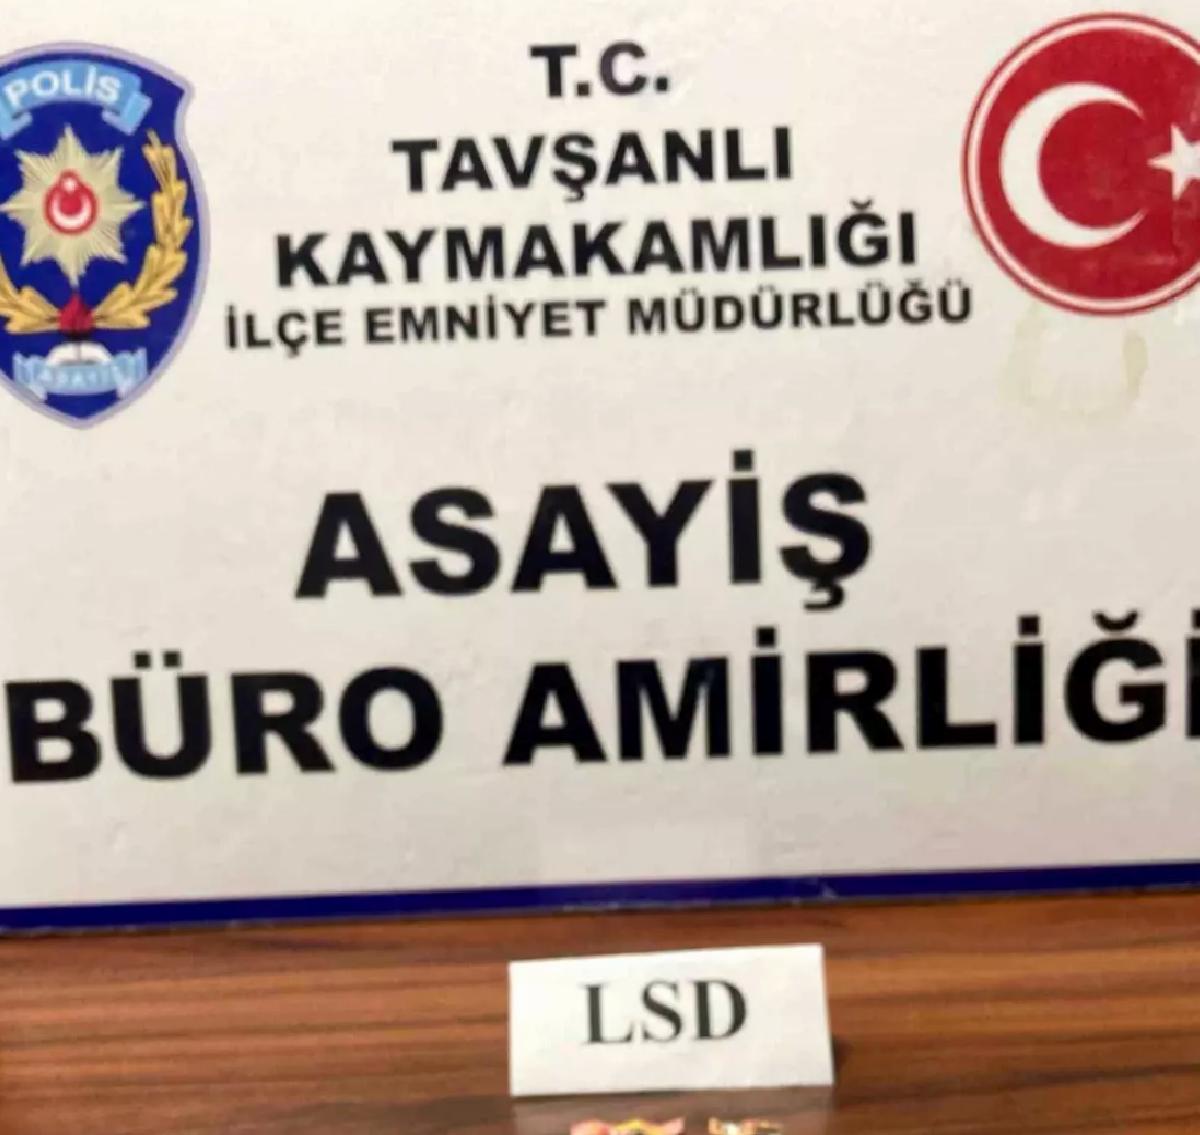 POLİS
T.C.
TAVŞANLI
KAYMAKAMLIĞI
İLÇE EMNİYET MÜDÜRLÜĞÜ
ASAYİŞ
ASAYİŞ
BÜRO AMİRLİĞİ
LSD